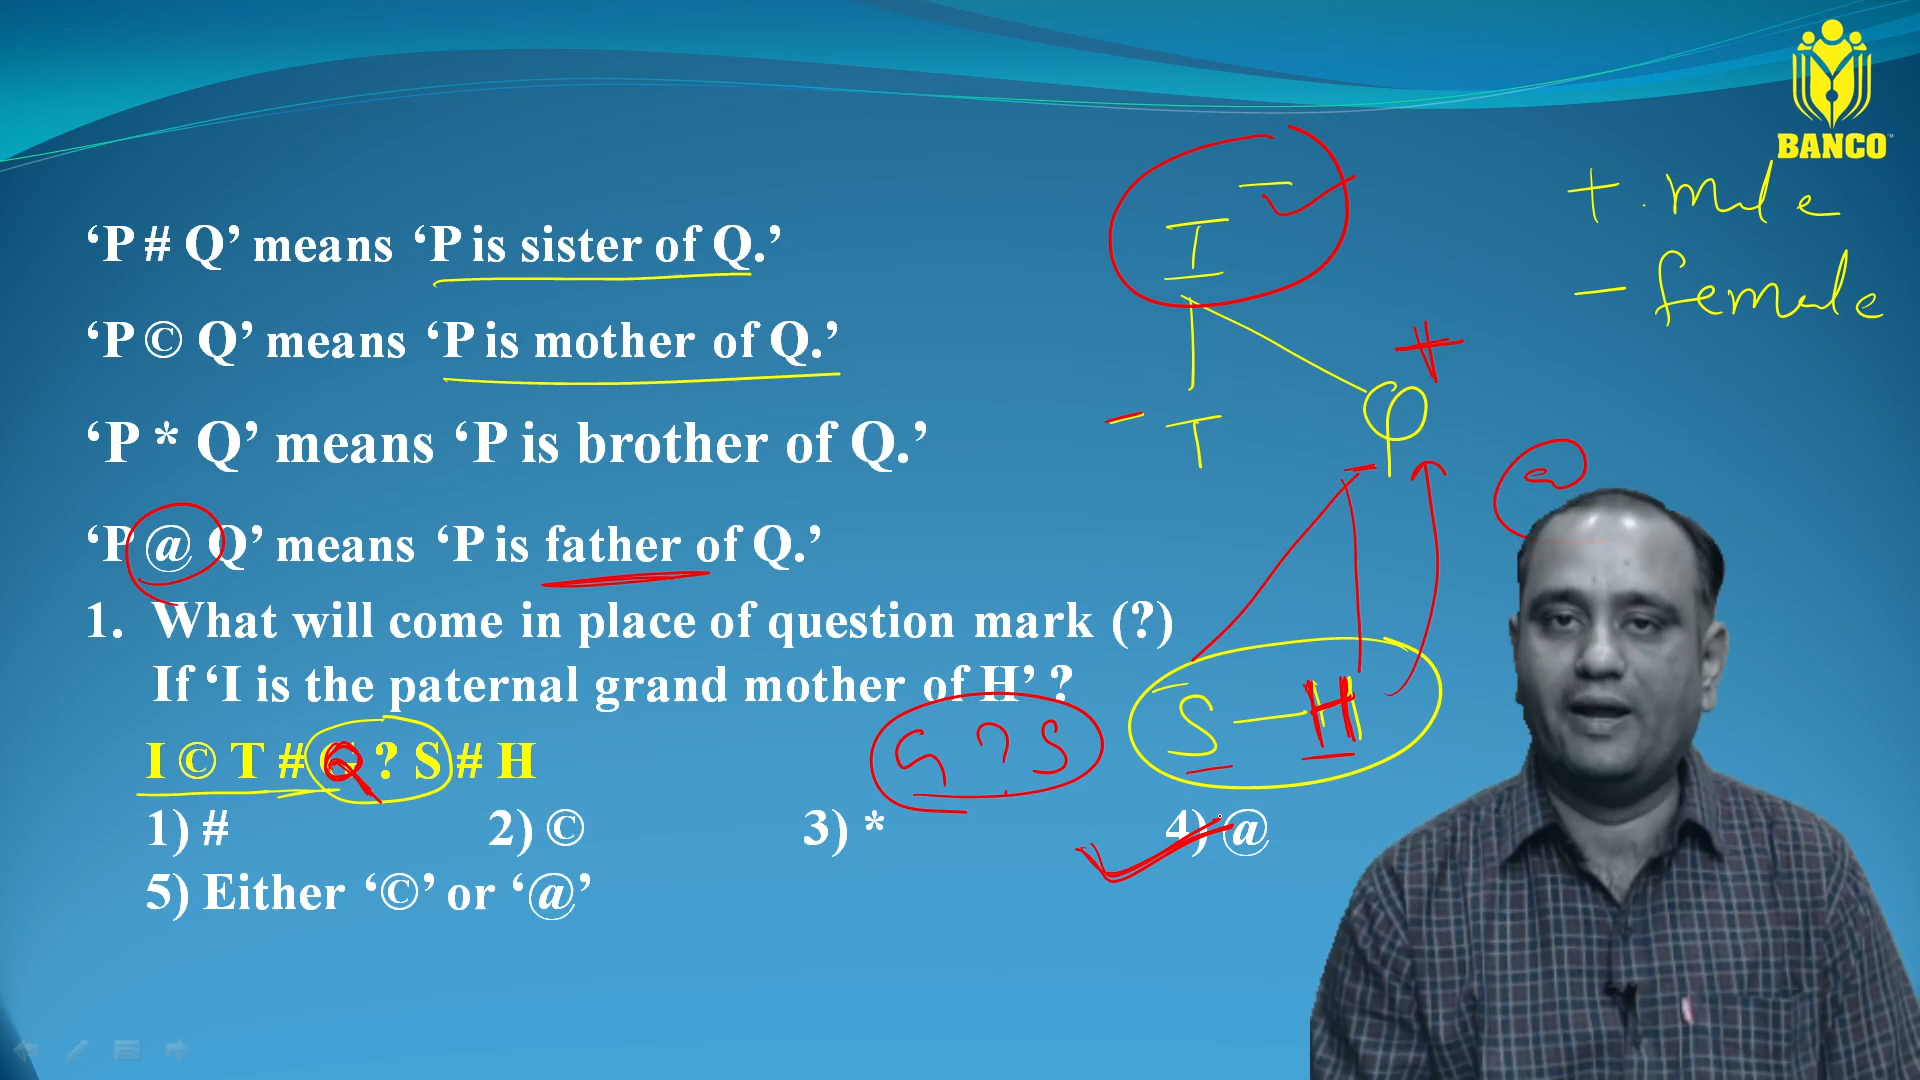 BANCO™
+ male
- female
‘P # Q’ means ‘P is sister of Q.’
‘P © Q’ means ‘P is mother of Q.’
‘P * Q’ means ‘P is brother of Q.’
‘P @ Q’ means ‘P is father of Q.’
I -
+
- T
S - H
1. What will come in place of question mark (?)
If ‘I is the paternal grand mother of H’ ?
I © T # Q ? S # H
? S
1) # 2) © 3) * 4) @
5) Either ‘©’ or ‘@’